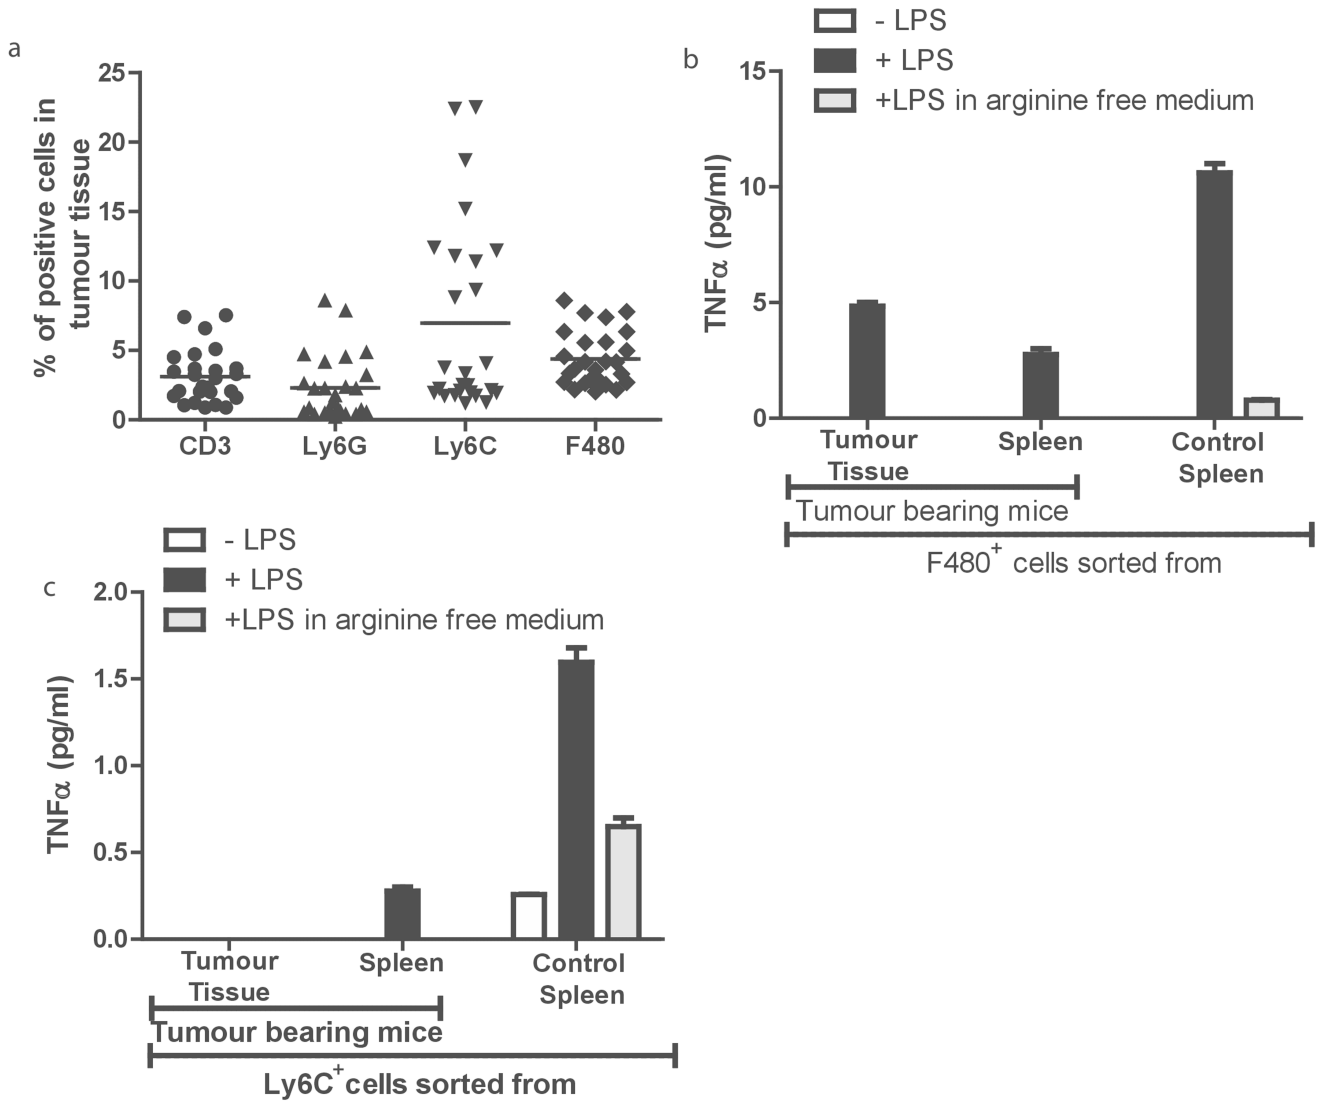 a
% of positive cells in
tumour tissue
25
20
15
10
5
0
CD3 Ly6G Ly6C F480
b
- LPS
+ LPS
+LPS in arginine free medium
TNFα (pg/ml)
15
10
5
0
Tumour Spleen Control
Tissue Spleen
Tumour bearing mice
F480+ cells sorted from
c
- LPS
+ LPS
+LPS in arginine free medium
TNFα (pg/ml)
2.0
1.5
1.0
0.5
0.0
Tumour Spleen Control
Tissue Spleen
Tumour bearing mice
Ly6C+cells sorted from